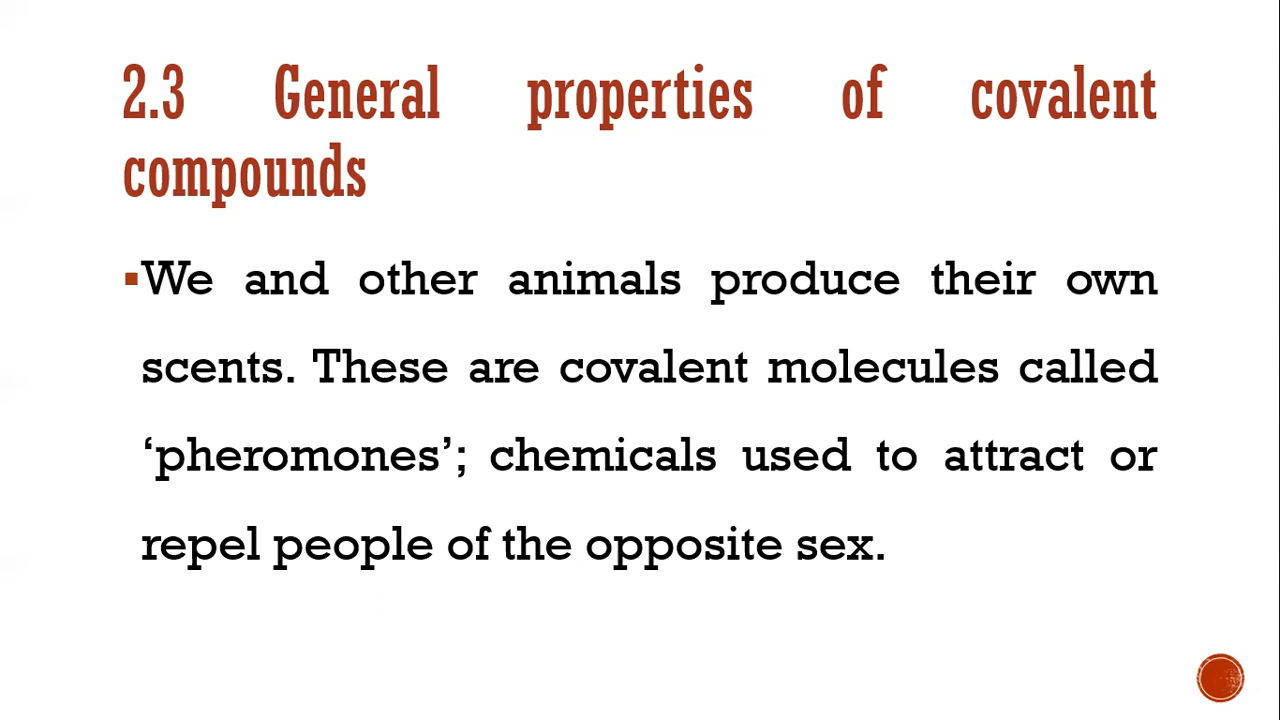 2.3 General properties of covalent
compounds
▪We and other animals produce their own
scents. These are covalent molecules called
‘pheromones’; chemicals used to attract or
repel people of the opposite sex.